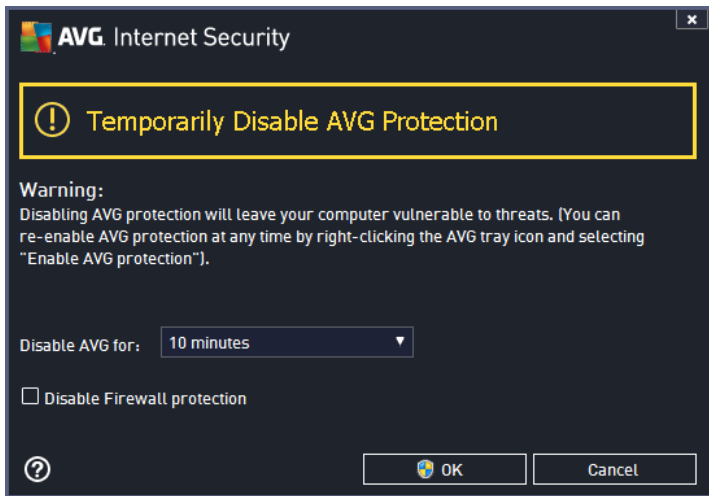 AVG. Internet Security
Temporarily Disable AVG Protection
Warning:
Disabling AVG protection will leave your computer vulnerable to threats. (You can
re-enable AVG protection at any time by right-clicking the AVG tray icon and selecting
"Enable AVG protection").
Disable AVG for: 10 minutes
Disable Firewall protection
OK Cancel